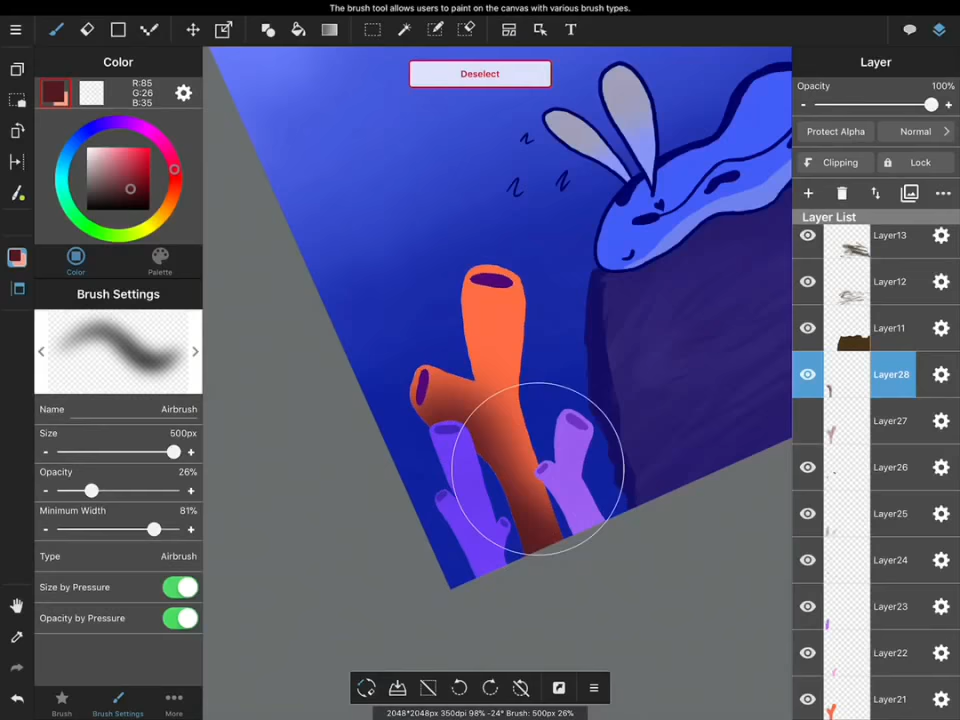 The brush tool allows users to paint on the canvas with various brush types.
T
Color
R:85
G:26
B:35
Color
Palette
Brush Settings
Name
Airbrush
Size
500px
-
+
Opacity
26%
-
+
Minimum Width
81%
-
+
Type
Airbrush
Size by Pressure
Opacity by Pressure
Brush
Brush Settings
More
Deselect
z
z
z
2048*2048px 350dpi 98% -24° Brush: 500px 26%
Layer
Opacity
100%
-
+
Protect Alpha
Normal
Clipping
Lock
Layer List
Layer13
Layer12
Layer11
Layer28
Layer27
Layer26
Layer25
Layer24
Layer23
Layer22
Layer21